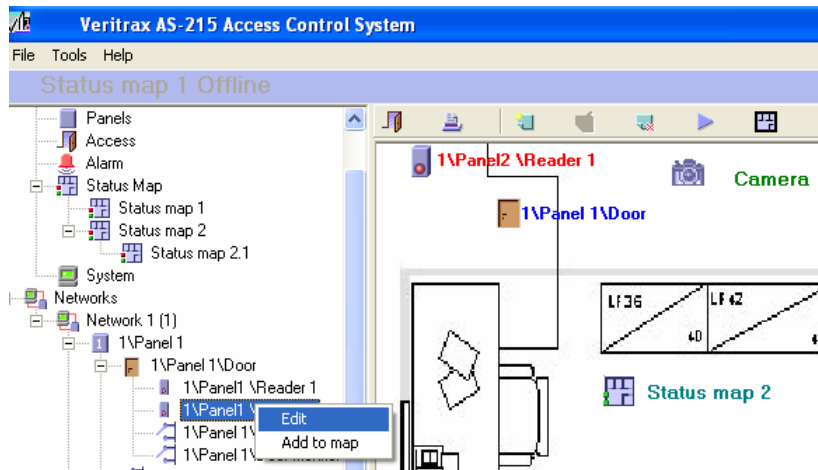 Veritrax AS-215 Access Control System
File Tools Help
Status map 1 Offline
Panels
Access
Alarm
Status Map
Status map 1
Status map 2
Status map 2.1
System
Networks
Network 1 (1)
1\Panel 1
1\Panel 1\Door
1\Panel1 \Reader 1
1\Panel1
1\Panel 1\
1\Panel 1\
Edit
Add to map
1\Panel2 \Reader 1
Camera
1\Panel 1\Door
LF36
LF42
Status map 2